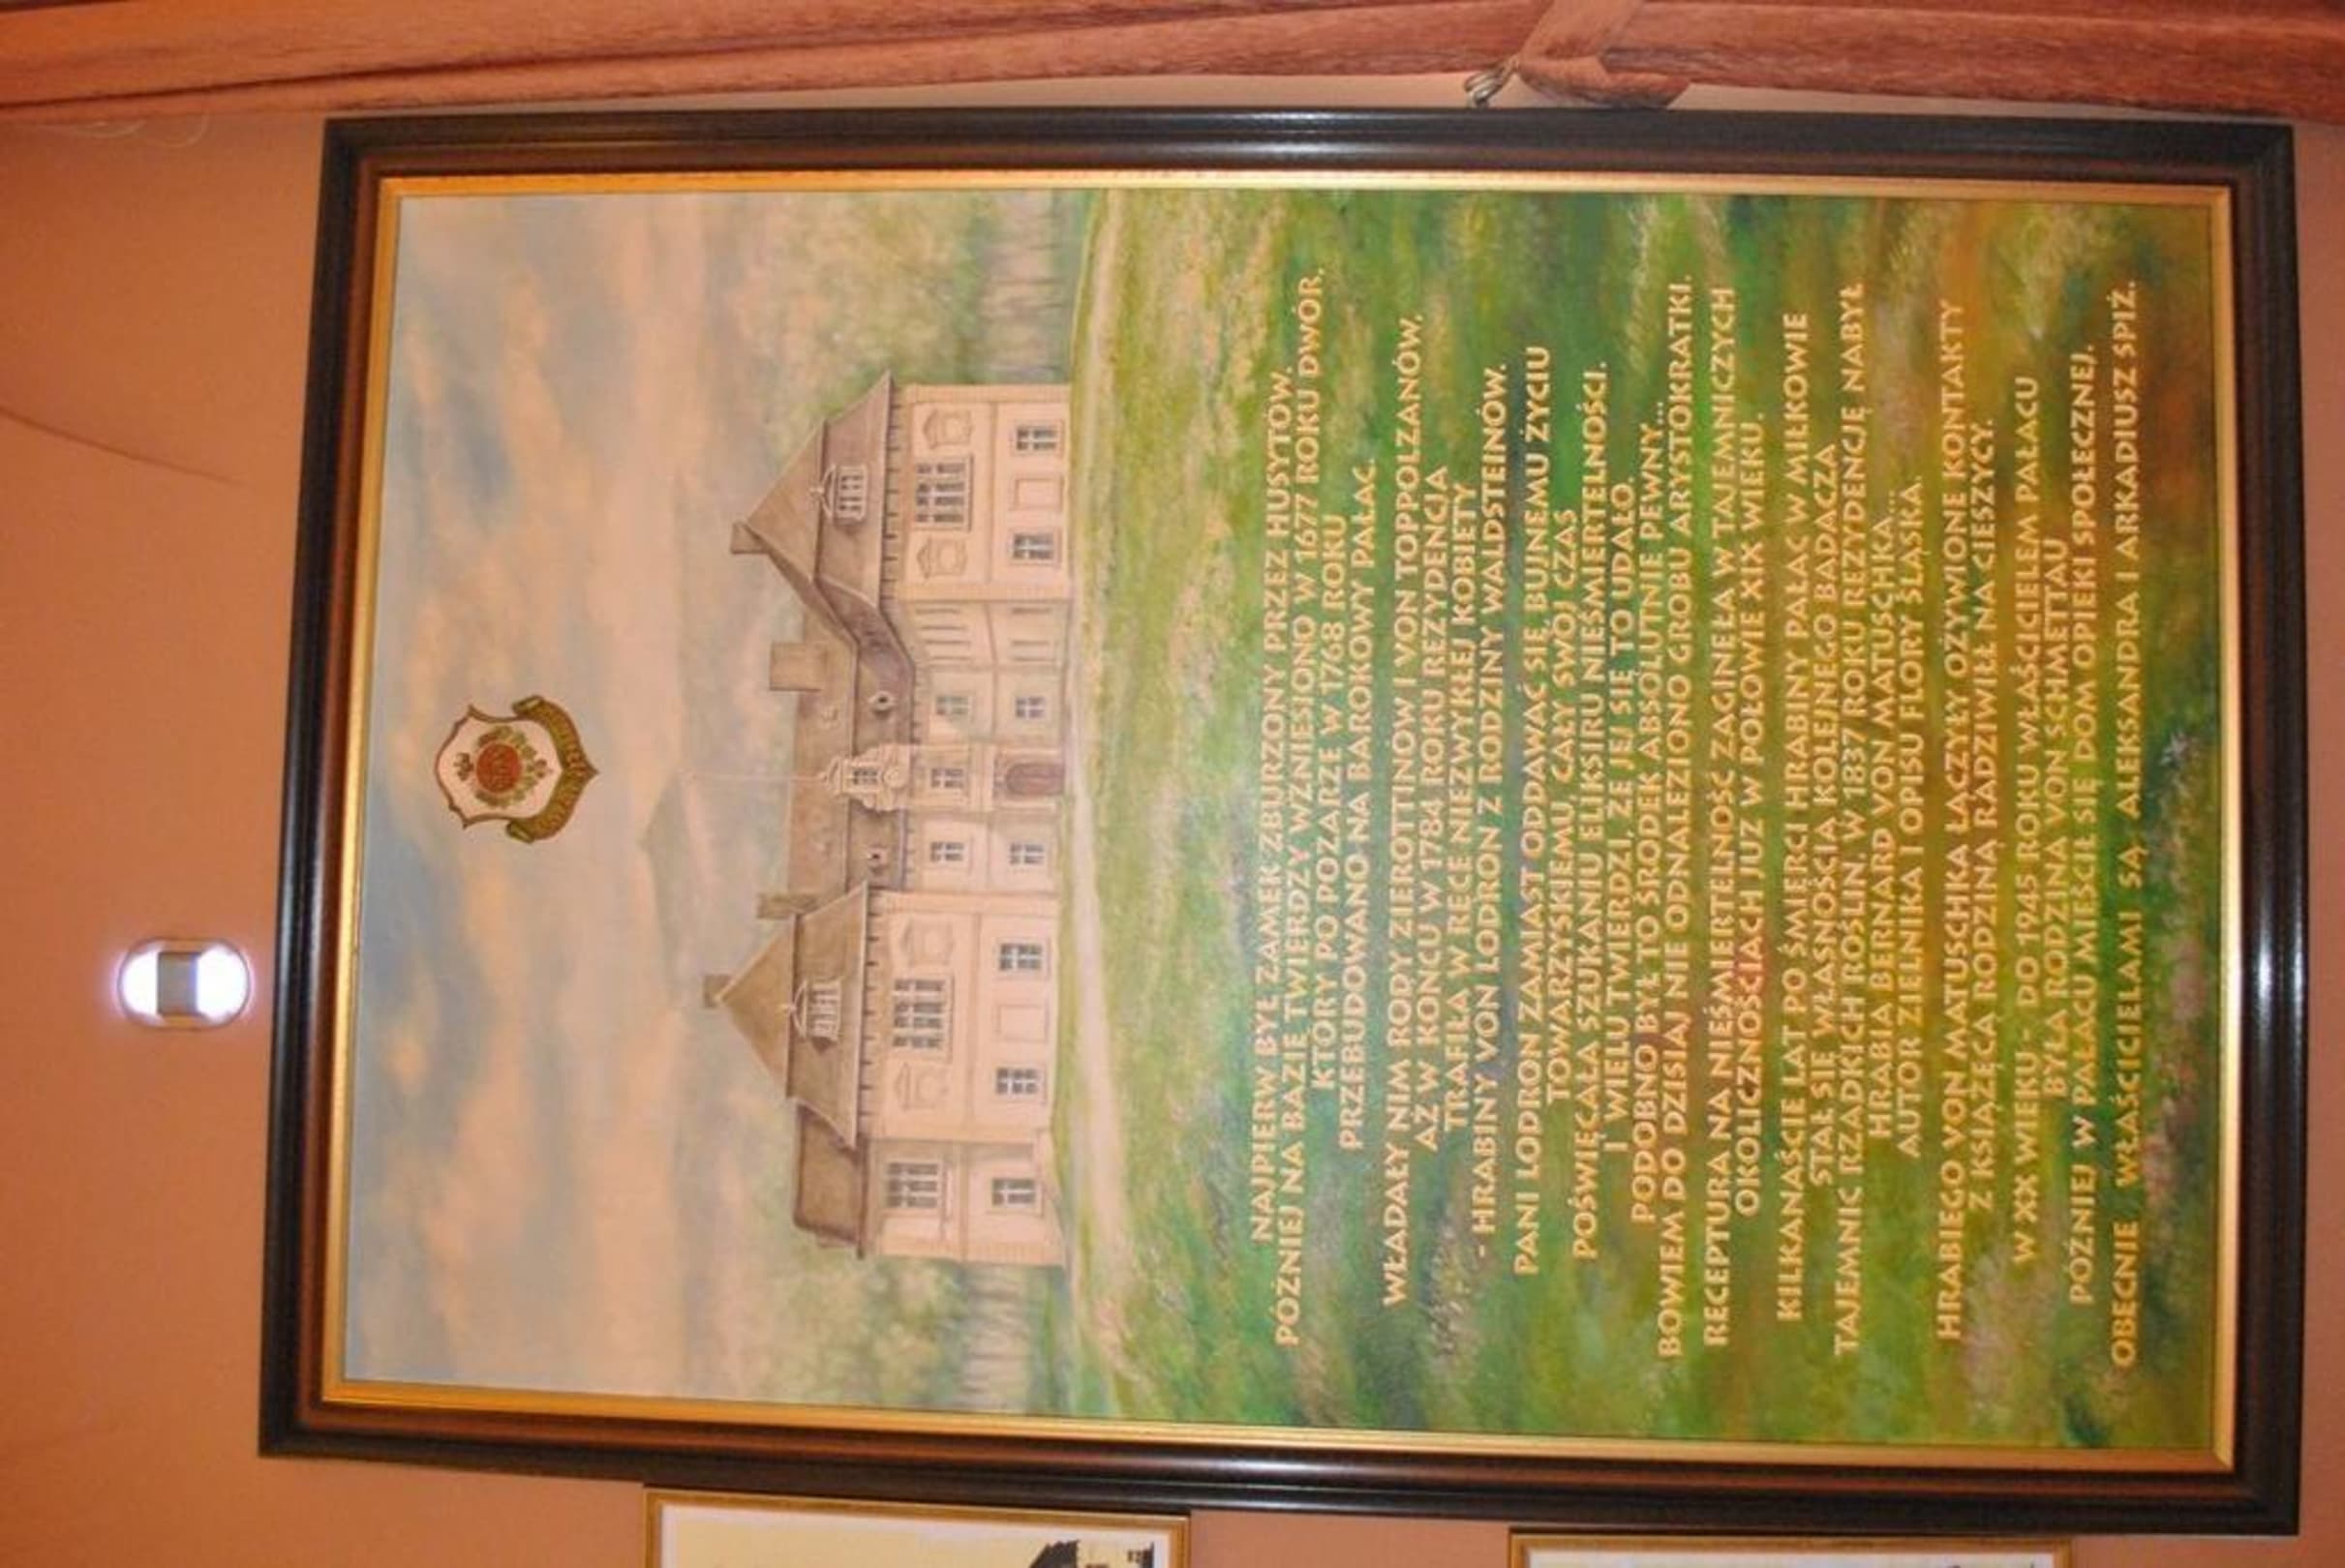 NAJPIERW BYŁ ZAMEK ZBURZONY PRZEZ HUSYTÓW.
PÓŹNIEJ NA BAZIE TWIERDZY WZNIESIONO W 1677 ROKU DWÓR,
KTÓRY PO POŻARZE W 1768 ROKU
PRZEBUDOWANO NA BAROKOWY PAŁAC.
WŁADAŁY NIM RODY ZIEROTTINÓW I VON TOPPOLZANÓW,
AŻ W KOŃCU W 1784 ROKU REZYDENCJA
TRAFIŁA W RĘCE NIEZWYKŁEJ KOBIETY
- HRABINY VON LODRON Z RODZINY WALDSTEINÓW.
PANI LODRON ZAMIAST ODDAWAĆ SIĘ BUJNEMU ŻYCIU
TOWARZYSKIEMU, CAŁY SWÓJ CZAS
POŚWIĘCAŁA SZUKANIU ELIKSIRU NIEŚMIERTELNOŚCI.
I WIELU TWIERDZI, ŻE JEJ SIĘ TO UDAŁO.
PODOBNO BYŁ TO ŚRODEK ABSOLUTNIE PEWNY...
BOWIEM DO DZISIAJ NIE ODNALEZIONO GROBU ARYSTOKRATKI.
RECEPTURA NA NIEŚMIERTELNOŚĆ ZAGINĘŁA W TAJEMNICZYCH
OKOLICZNOŚCIACH JUŻ W POŁOWIE XIX WIEKU.
KILKANAŚCIE LAT PO ŚMIERCI HRABINY PAŁAC W MIŁKOWIE
STAŁ SIĘ WŁASNOŚCIĄ KOLEJNEGO BADACZA
TAJEMNIC RZADKICH ROŚLIN. W 1837 ROKU REZYDENCJĘ NABYŁ
HRABIA BERNARD VON MATUSCHKA...
AUTOR ZIELNIKA I OPISU FLORY ŚLĄSKA.
HRABIEGO VON MATUSCHKA ŁĄCZYŁY OŻYWIONE KONTAKTY
Z KSIĄŻĘCĄ RODZINĄ RADZIWIŁŁ NA CIESZYCY.
W XX WIEKU - DO 1945 ROKU WŁAŚCICIELEM PAŁACU
BYŁA RODZINA VON SCHMETTAU
PÓŹNIEJ W PAŁACU MIEŚCIŁ SIĘ DOM OPIEKI SPOŁECZNEJ.
OBECNIE WŁAŚCICIELAMI SĄ ALEKSANDRA I ARKADIUSZ SPIŻ.